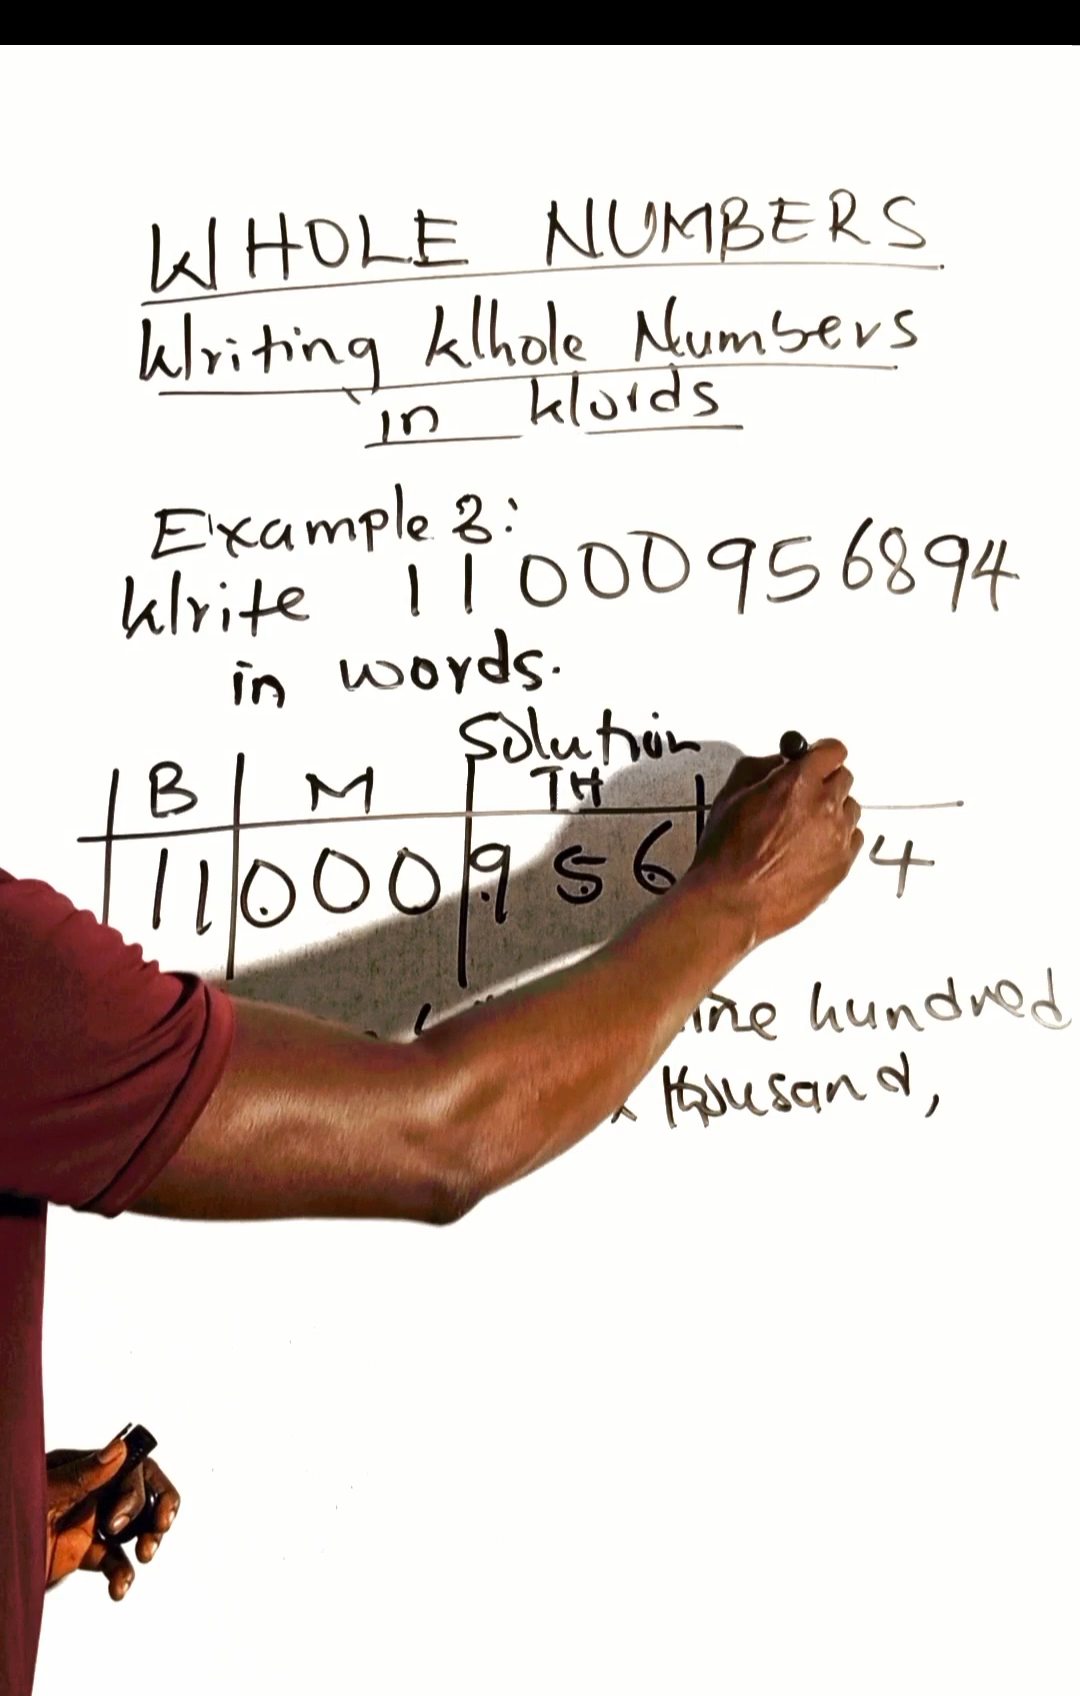 WHOLE NUMBERS
Writing Whole Numbers
in Words
Example 3:
Write 11000956894
in words.
Solution
B M TH
11 000 956 4
hundred
thousand,